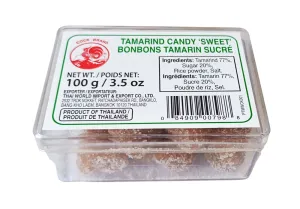 COCK BRAND
TAMARIND CANDY 'SWEET'
BONBONS TAMARIN SUCRÉ
NET WT. / POIDS NET:
100 g / 3.5 oz
EXPORTER / EXPORTATEUR:
THAI WORLD IMPORT & EXPORT CO., LTD.
PRODUCT OF THAILAND
PRODUIT DE THAÏLANDE
Ingredients: Tamarind 77%,
Sugar 20%,
Rice powder, Salt.
Ingrédients: Tamarin 77%,
Sucre 20%,
Poudre de riz, Sel.